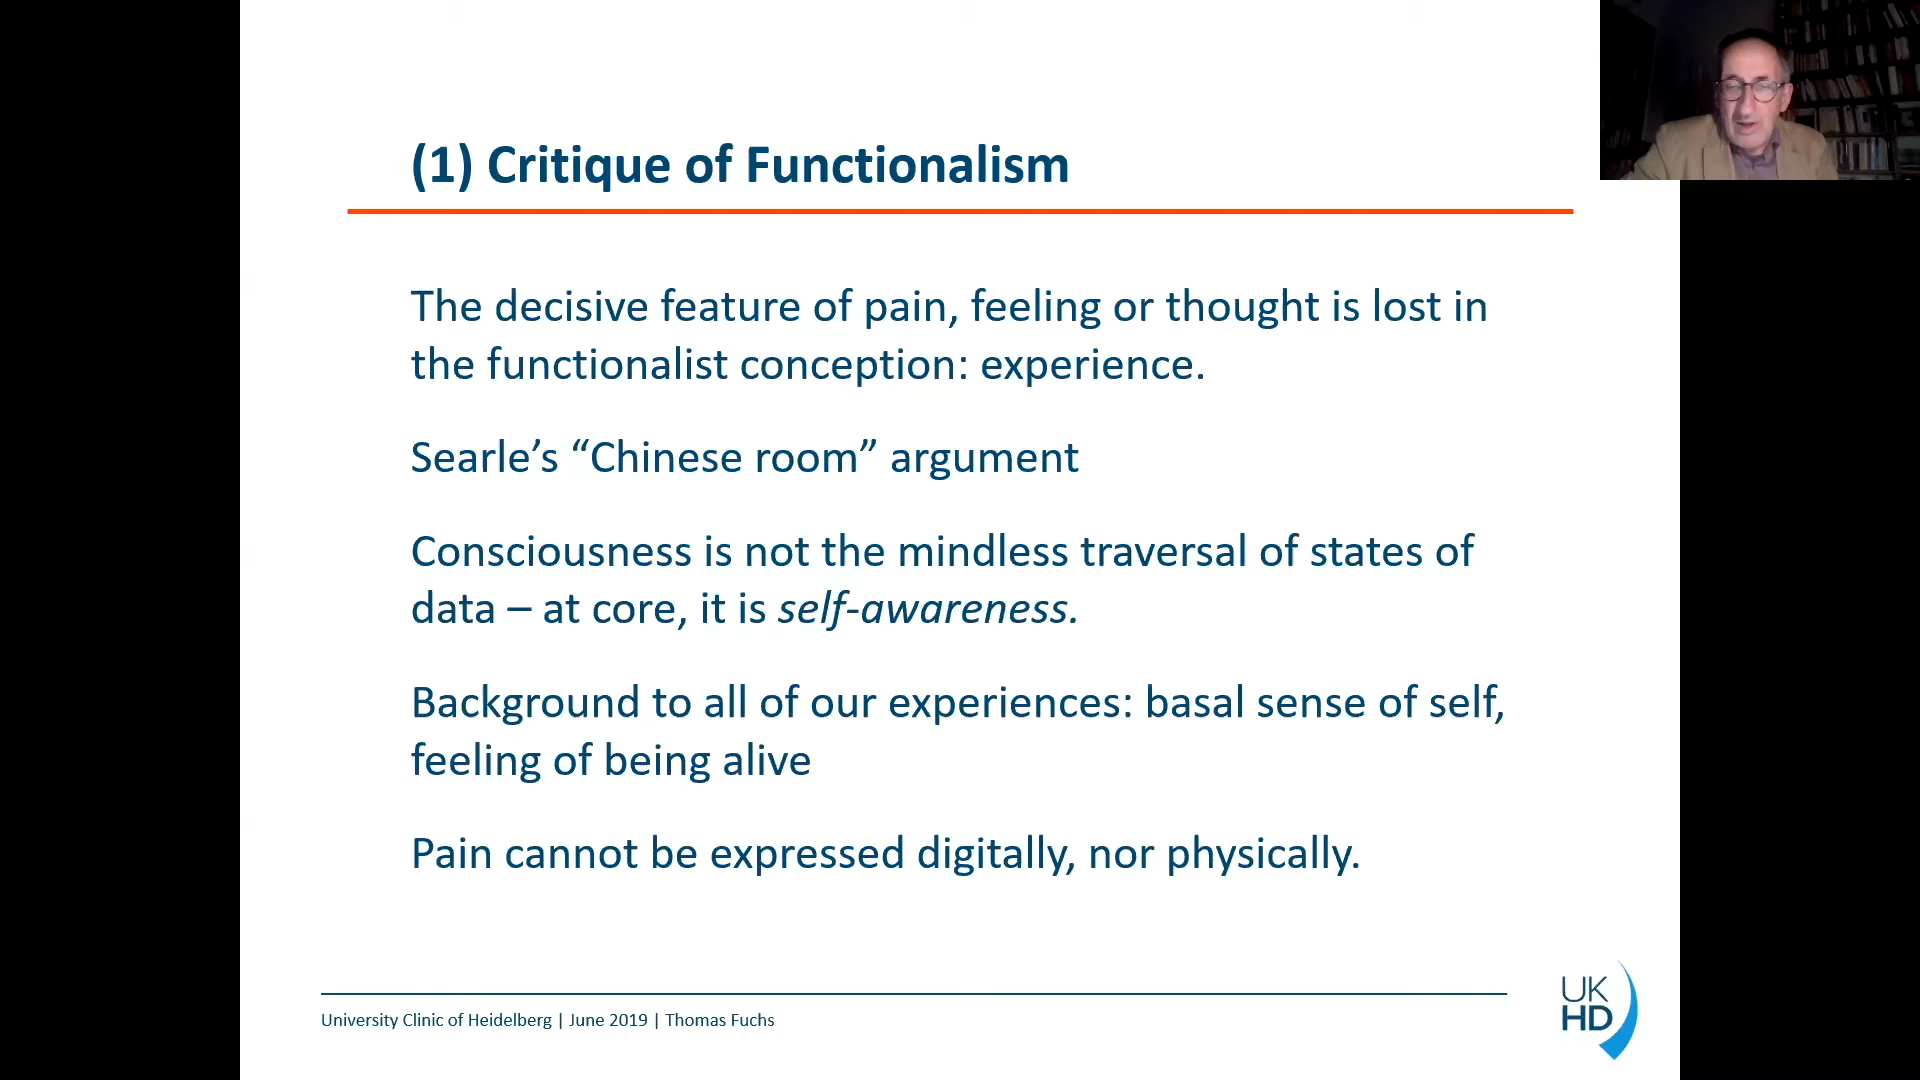 (1) Critique of Functionalism
The decisive feature of pain, feeling or thought is lost in
the functionalist conception: experience.
Searle’s “Chinese room” argument
Consciousness is not the mindless traversal of states of
data – at core, it is self-awareness.
Background to all of our experiences: basal sense of self,
feeling of being alive
Pain cannot be expressed digitally, nor physically.
University Clinic of Heidelberg | June 2019 | Thomas Fuchs
UK
HD